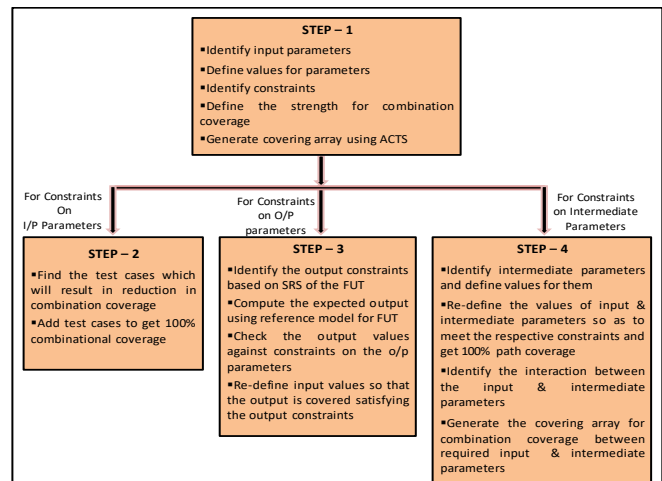 STEP – 1
▪Identify input parameters
▪Define values for parameters
▪Identify constraints
▪Define the strength for combination
coverage
▪Generate covering array using ACTS
For Constraints
On
I/P Parameters
For Constraints
on O/P
parameters
For Constraints
on Intermediate
Parameters
STEP – 2
▪Find the test cases which
will result in reduction in
combination coverage
▪Add test cases to get 100%
combinational coverage
STEP – 3
▪Identify the output constraints
based on SRS of the FUT
▪Compute the expected output
using reference model for FUT
▪Check the output values
against constraints on the o/p
parameters
▪Re-define input values so that
the output is covered satisfying
the output constraints
STEP – 4
▪Identify intermediate parameters
and define values for them
▪Re-define the values of input &
intermediate parameters so as to
meet the respective constraints and
get 100% path coverage
▪Identify the interaction between
the input & intermediate
parameters
▪Generate the covering array for
combination coverage between
required input & intermediate
parameters